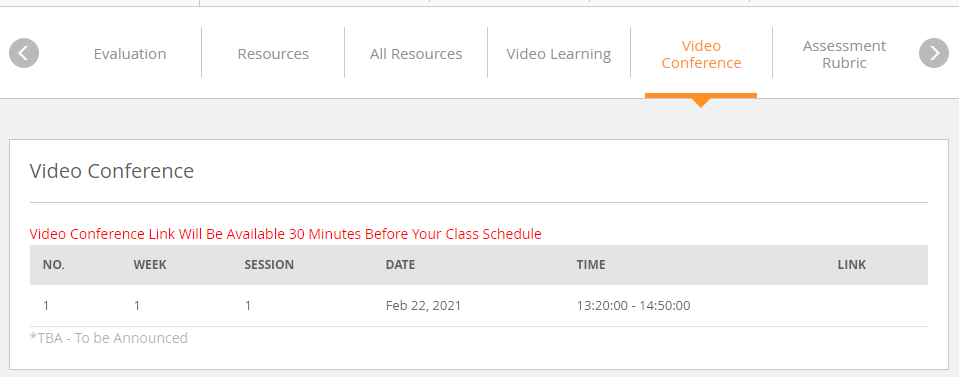 Evaluation
Resources
All Resources
Video Learning
Video
Conference
Assessment
Rubric
Video Conference
Video Conference Link Will Be Available 30 Minutes Before Your Class Schedule
NO. WEEK SESSION DATE TIME LINK
1 1 1 Feb 22, 2021 13:20:00 - 14:50:00
*TBA - To be Announced